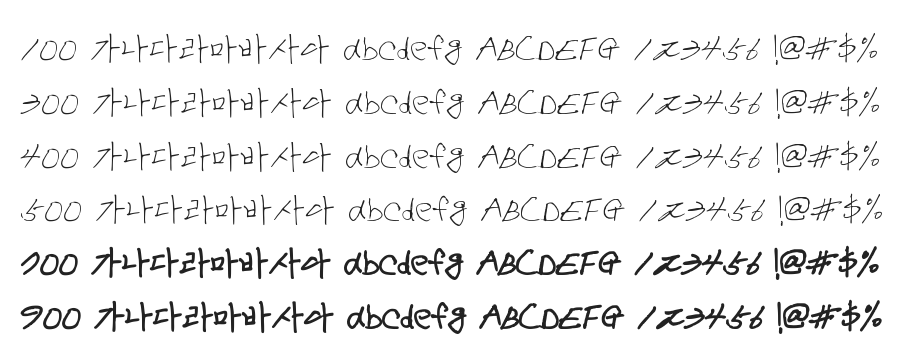 100 가나다라마바사아 abcdefg ABCDEFG 123456 !@#$%
300 가나다라마바사아 abcdefg ABCDEFG 123456 !@#$%
400 가나다라마바사아 abcdefg ABCDEFG 123456 !@#$%
500 가나다라마바사아 abcdefg ABCDEFG 123456 !@#$%
700 가나다라마바사아 abcdefg ABCDEFG 123456 !@#$%
900 가나다라마바사아 abcdefg ABCDEFG 123456 !@#$%